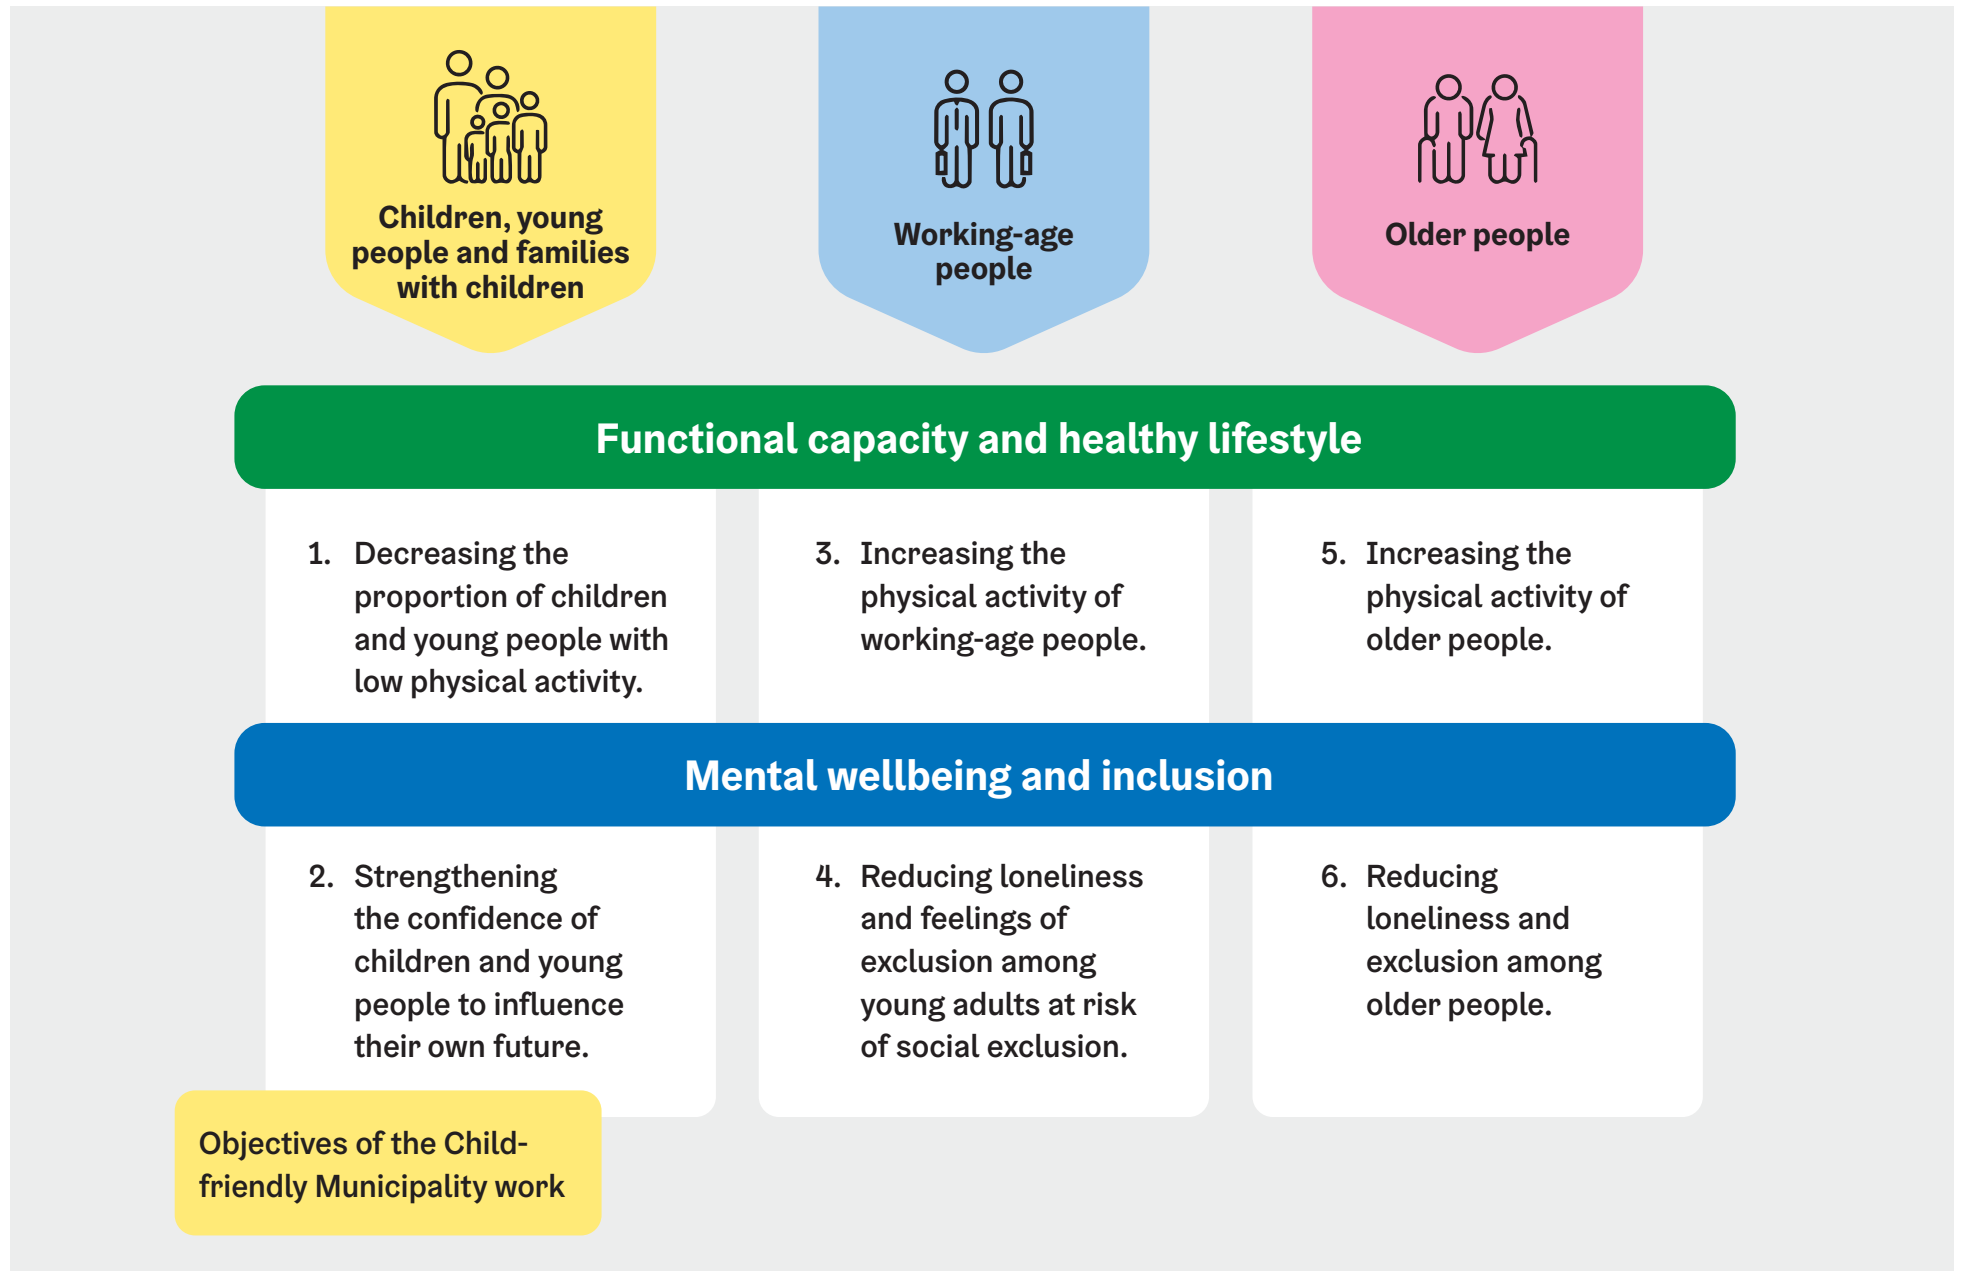 Children, young
people and families
with children
Working-age
people
Older people
Functional capacity and healthy lifestyle
1. Decreasing the
proportion of children
and young people with
low physical activity.
3. Increasing the
physical activity of
working-age people.
5. Increasing the
physical activity of
older people.
Mental wellbeing and inclusion
2. Strengthening
the confidence of
children and young
people to influence
their own future.
4. Reducing loneliness
and feelings of
exclusion among
young adults at risk
of social exclusion.
6. Reducing
loneliness and
exclusion among
older people.
Objectives of the Child-
friendly Municipality work